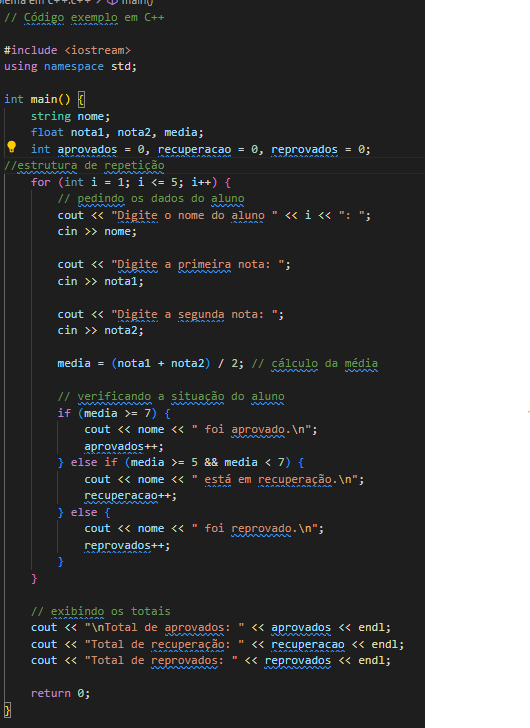 main()
// Código exemplo em C++
#include <iostream>
using namespace std;
int main() {
    string nome;
    float nota1, nota2, media;
    int aprovados = 0, recuperacao = 0, reprovados = 0;
//estrutura de repetição
    for (int i = 1; i <= 5; i++) {
        // pedindo os dados do aluno
        cout << "Digite o nome do aluno " << i << ": ";
        cin >> nome;

        cout << "Digite a primeira nota: ";
        cin >> nota1;

        cout << "Digite a segunda nota: ";
        cin >> nota2;

        media = (nota1 + nota2) / 2; // cálculo da média

        // verificando a situação do aluno
        if (media >= 7) {
            cout << nome << " foi aprovado.\n";
            aprovados++;
        } else if (media >= 5 && media < 7) {
            cout << nome << " está em recuperação.\n";
            recuperacao++;
        } else {
            cout << nome << " foi reprovado.\n";
            reprovados++;
        }
    }

    // exibindo os totais
    cout << "\nTotal de aprovados: " << aprovados << endl;
    cout << "Total de recuperação: " << recuperacao << endl;
    cout << "Total de reprovados: " << reprovados << endl;

    return 0;
}